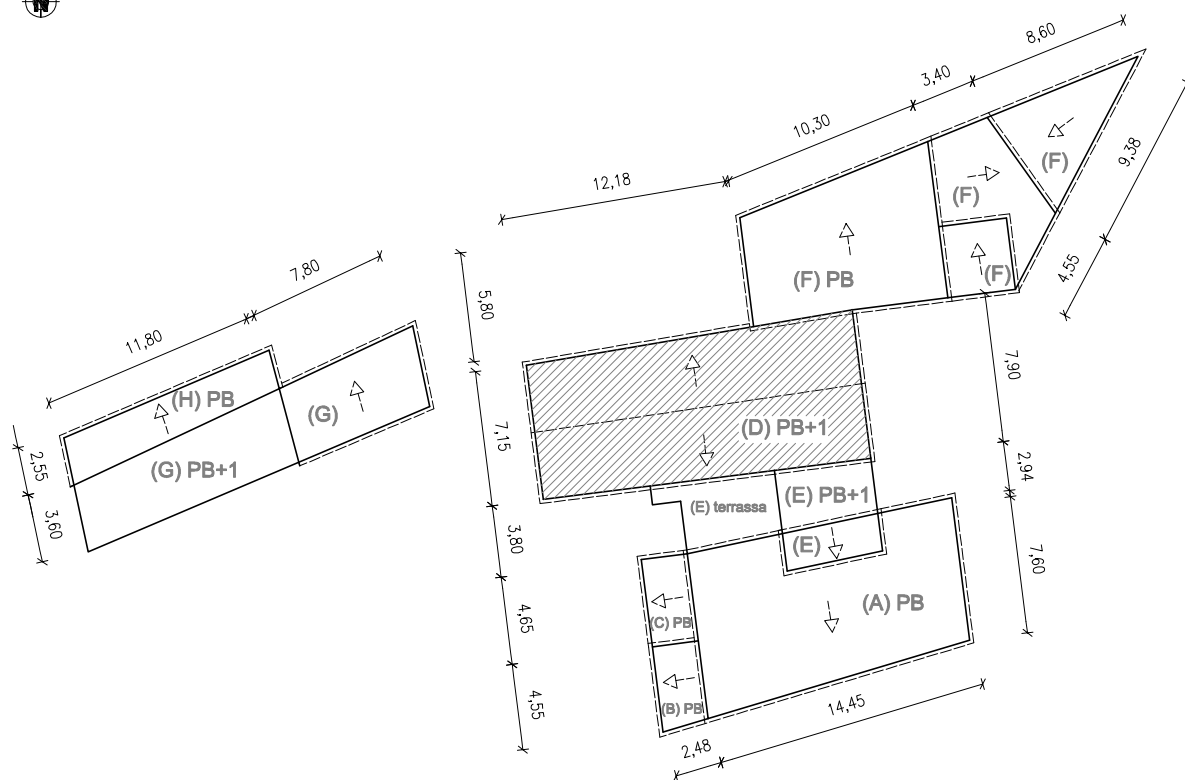 N
8,60
3,40
10,30
12,18
9,38
4,55
(F)
(F)
(F) PB
(F)
7,80
11,80
5,80
7,15
3,80
4,65
4,55
(H) PB
(G)
(G) PB+1
2,55
3,60
(D) PB+1
7,90
2,94
7,60
(E) terrassa
(E) PB+1
(E)
(A) PB
(C) PB
(B) PB
14,45
2,48